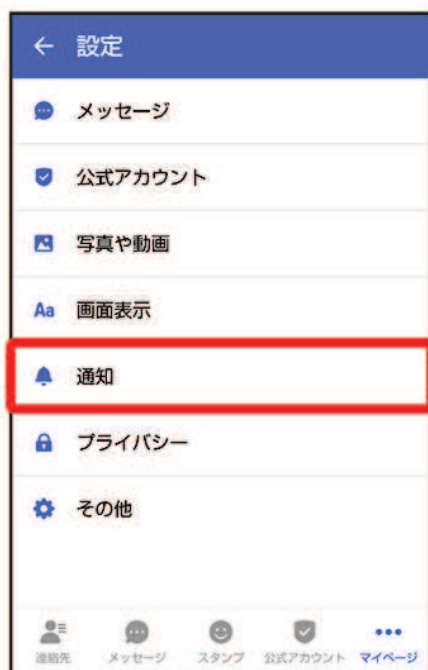 設定
メッセージ
公式アカウント
写真や動画
Aa 画面表示
通知
プライバシー
その他
連絡先 メッセージ スタンプ 公式アカウント マイページ